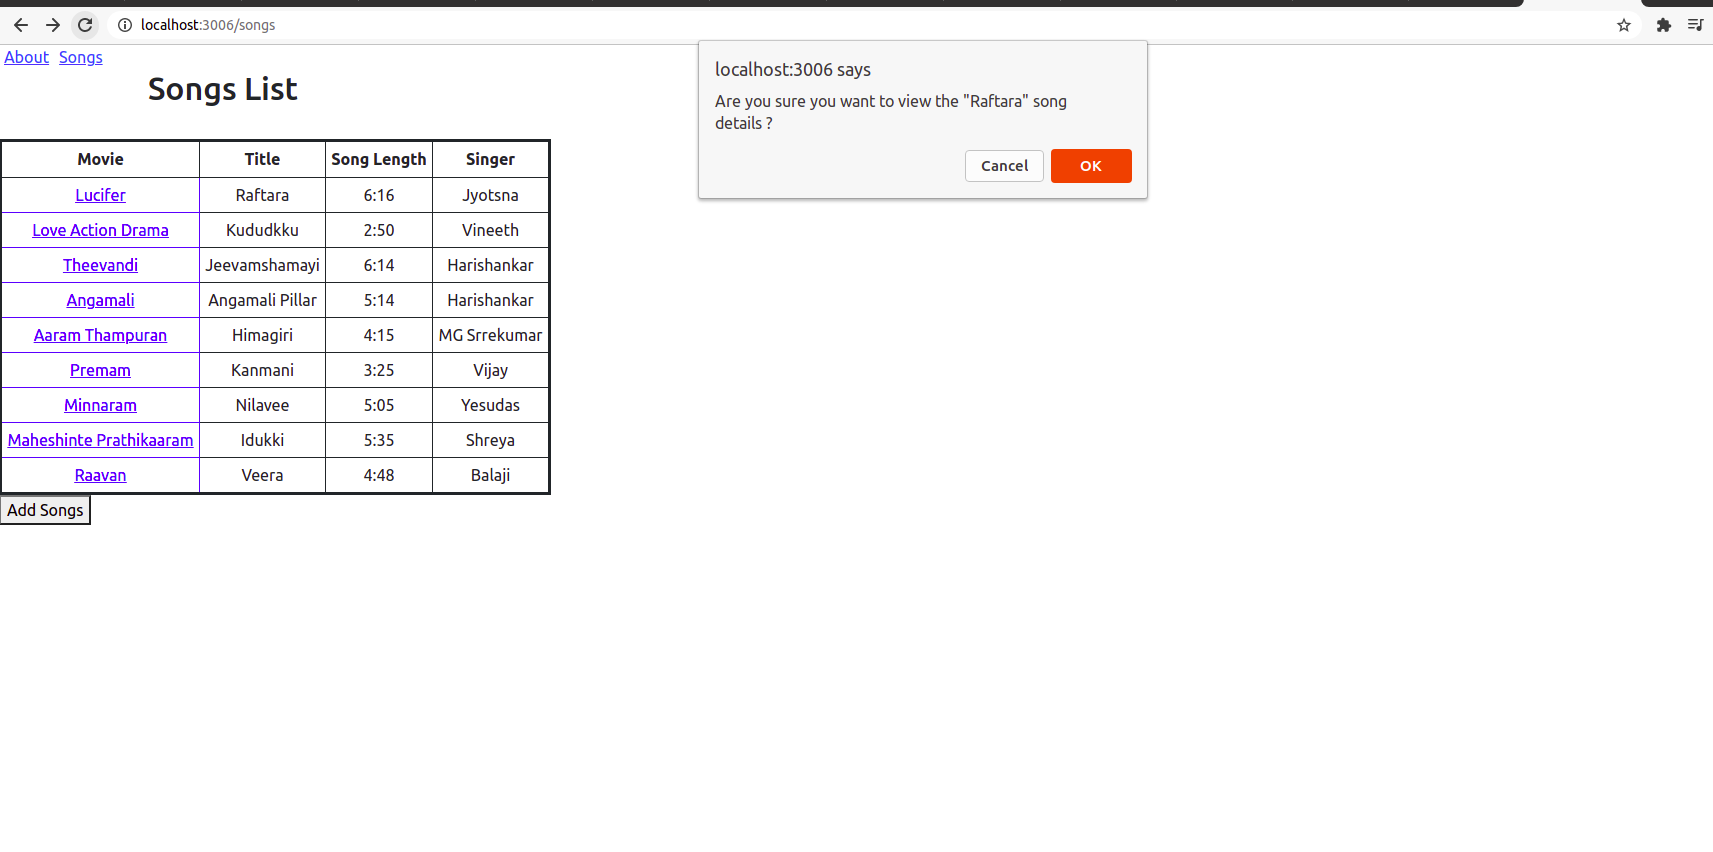 localhost:3006/songs
About Songs
Songs List
localhost:3006 says
Are you sure you want to view the "Raftara" song
details ?
Cancel OK
Movie Title Song Length Singer
Lucifer Raftara 6:16 Jyotsna
Love Action Drama Kududkku 2:50 Vineeth
Theevandi Jeevamshamayi 6:14 Harishankar
Angamali Angamali Pillar 5:14 Harishankar
Aaram Thampuran Himagiri 4:15 MG Srrekumar
Premam Kanmani 3:25 Vijay
Minnaram Nilavee 5:05 Yesudas
Maheshinte Prathikaaram Idukki 5:35 Shreya
Raavan Veera 4:48 Balaji
Add Songs